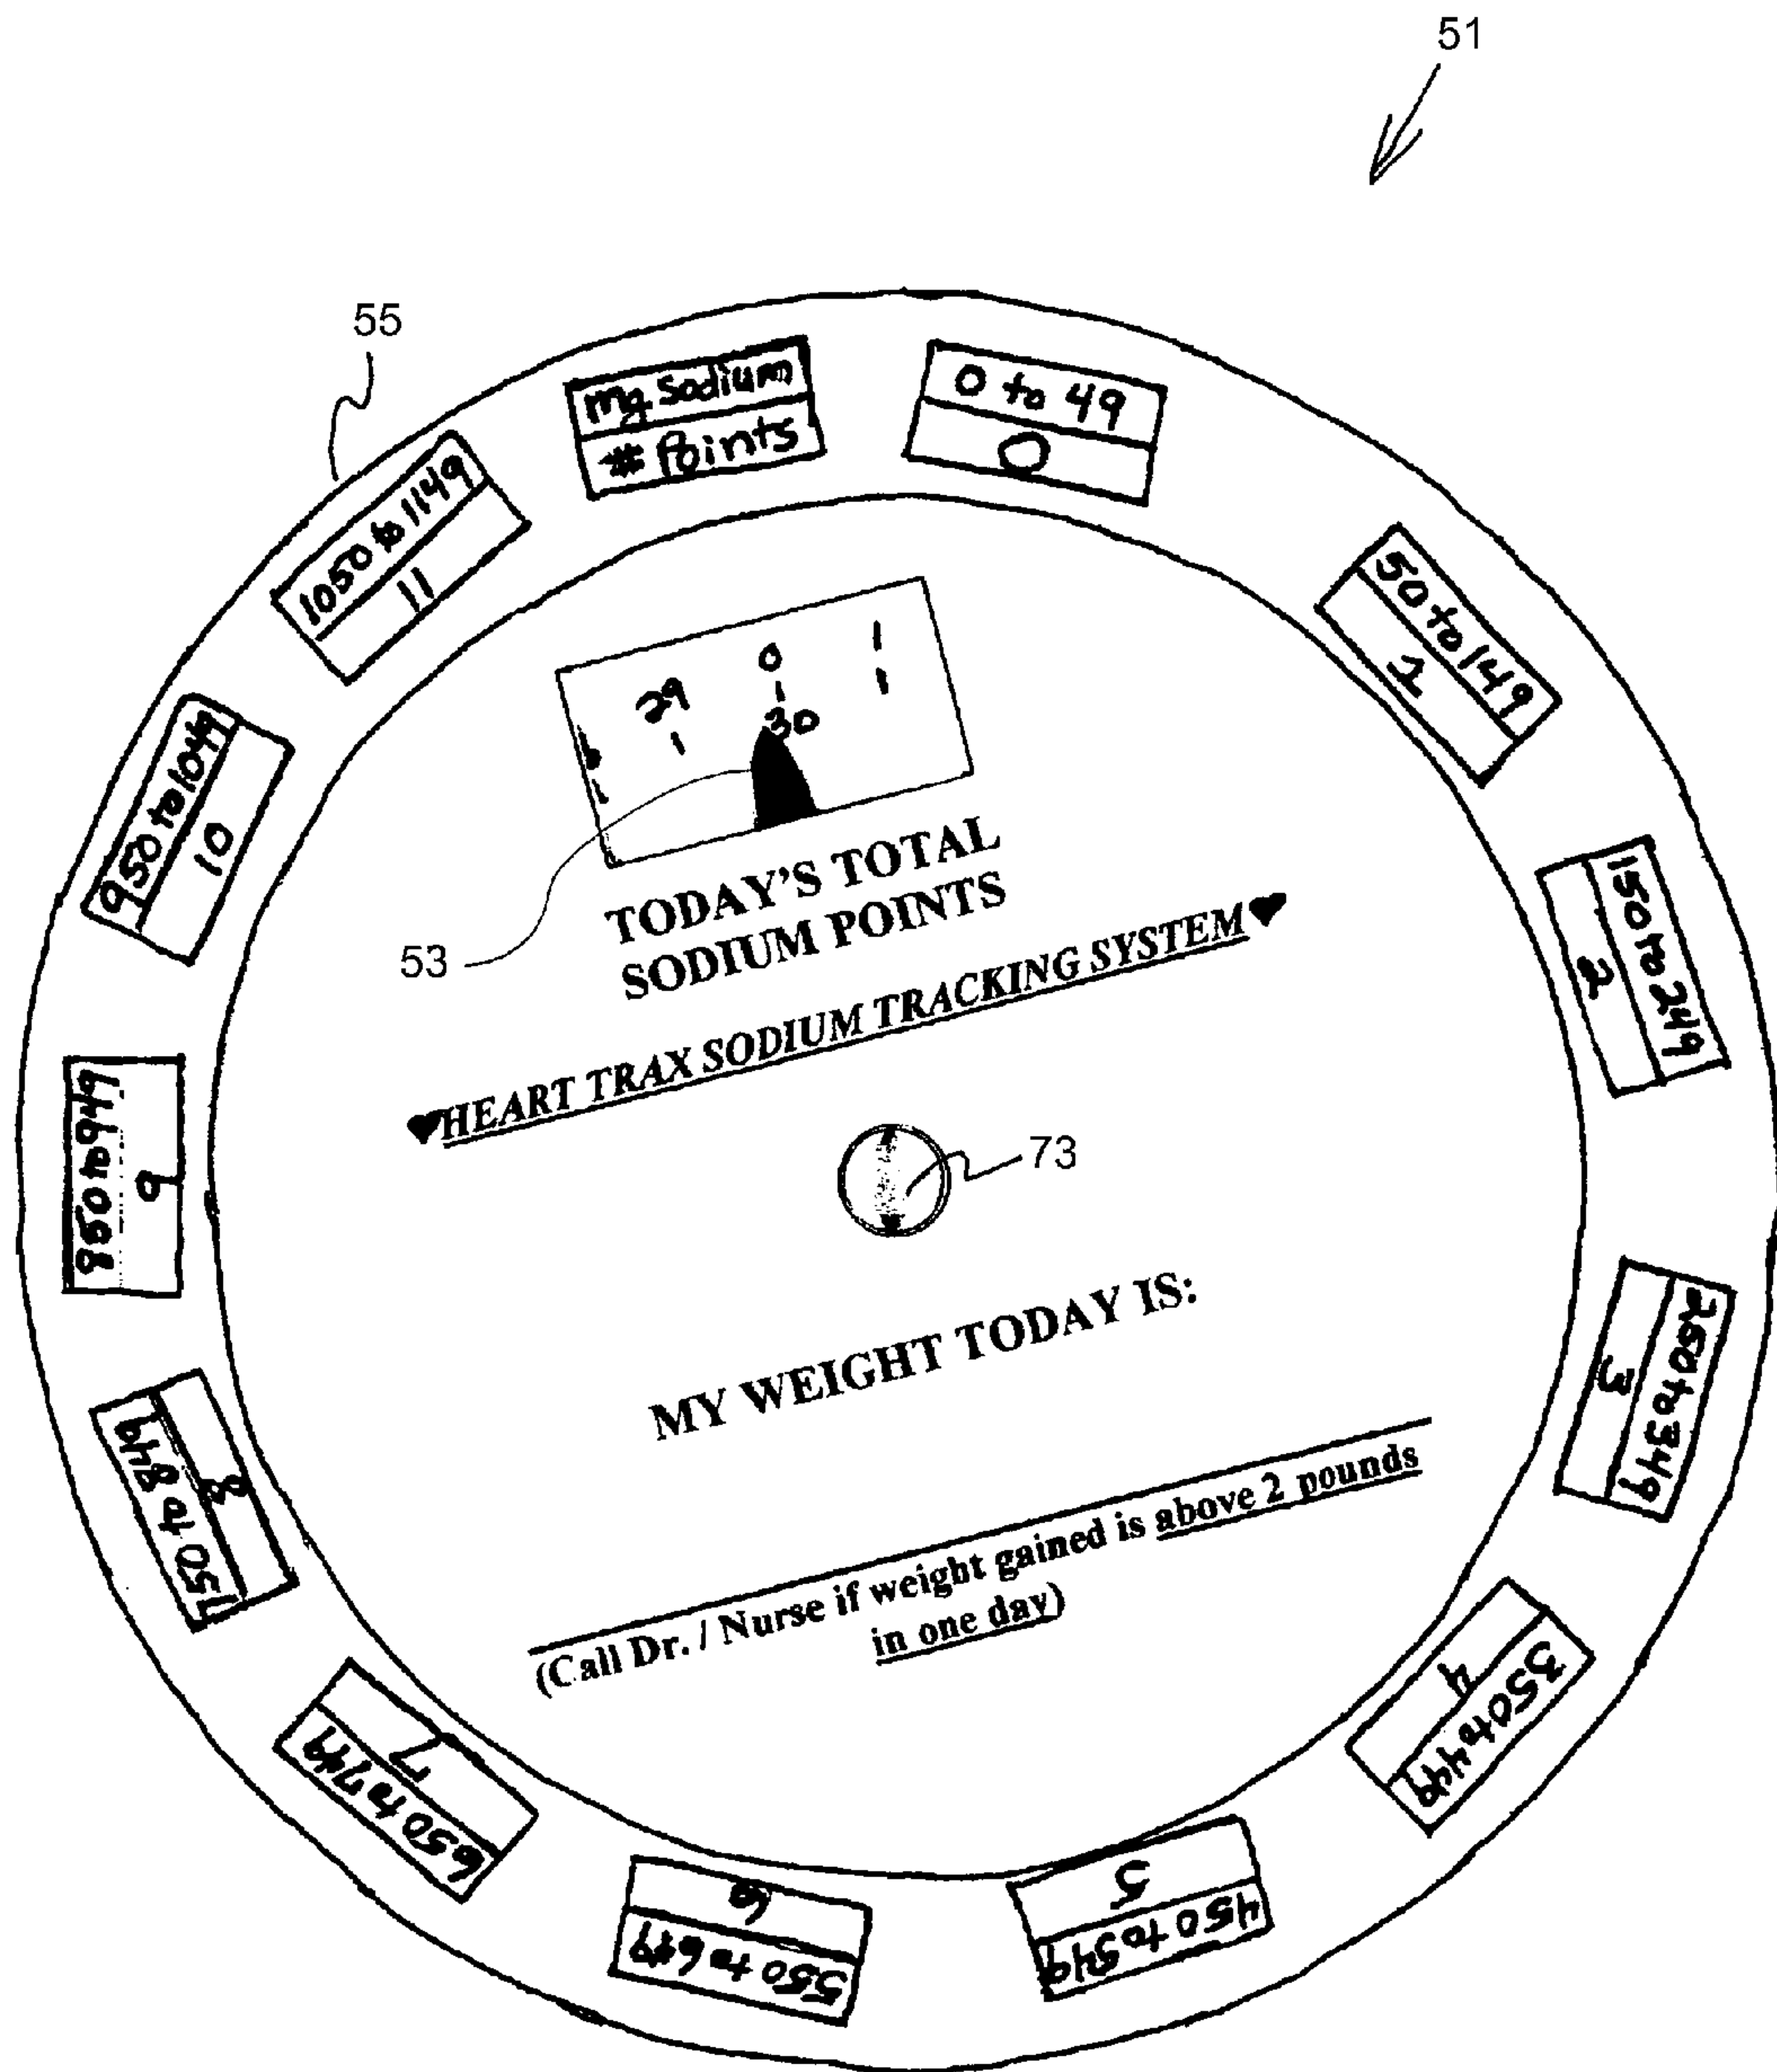 51
55
mg Sodium
# Points
0 to 49
0
50 to 149
2
150 to 249
2
250 to 349
3
350 to 449
4
450 to 549
5
550 to 649
6
650 to 749
7
750 to 849
8
850 to 949
9
950 to 1049
10
1050 to 1149
11
29
0
30
53
TODAY'S TOTAL
SODIUM POINTS
♥HEART TRAX SODIUM TRACKING SYSTEM♥
73
MY WEIGHT TODAY IS:
(Call Dr. / Nurse if weight gained is above 2 pounds
in one day)